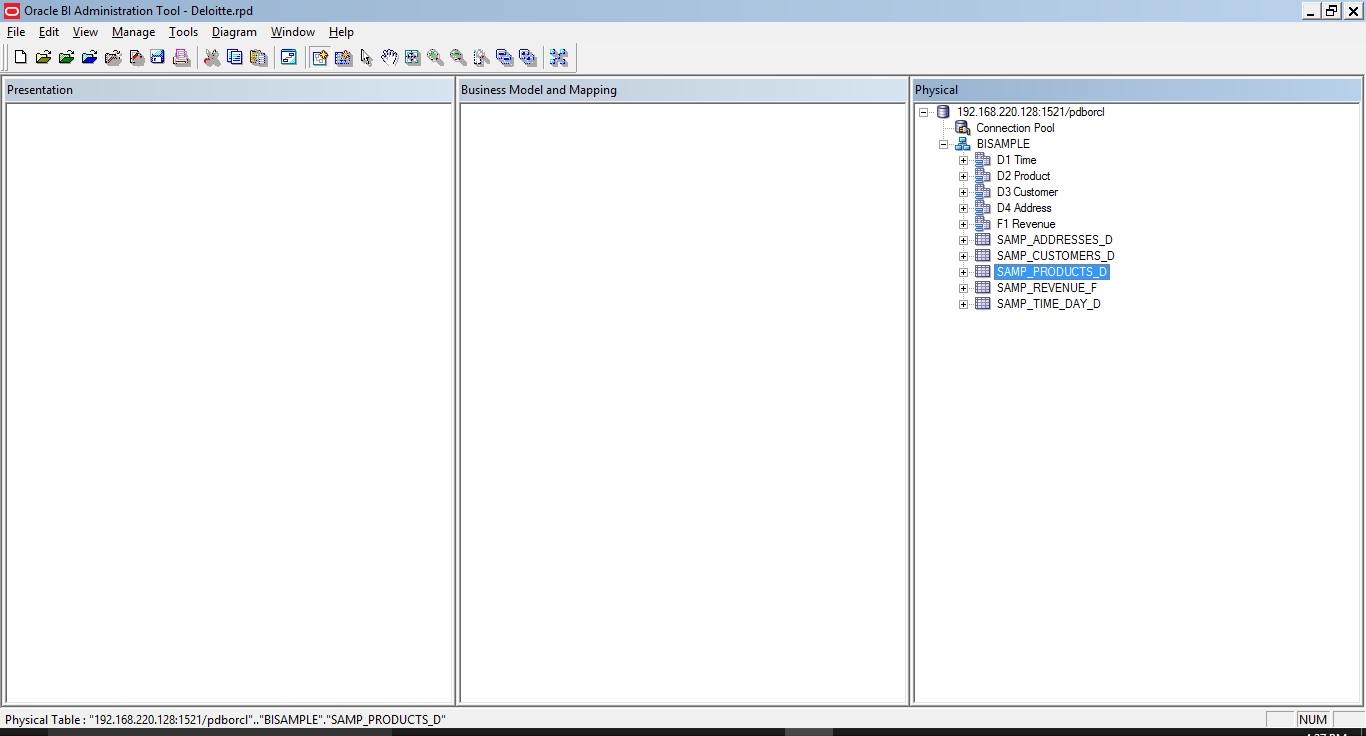 Oracle BI Administration Tool - Deloitte.rpd
File Edit View Manage Tools Diagram Window Help
Presentation
Business Model and Mapping
Physical
192.168.220.128:1521/pdborcl
Connection Pool
BISAMPLE
D1 Time
D2 Product
D3 Customer
D4 Address
F1 Revenue
SAMP_ADDRESSES_D
SAMP_CUSTOMERS_D
SAMP_PRODUCTS_D
SAMP_REVENUE_F
SAMP_TIME_DAY_D
Physical Table : "192.168.220.128:1521/pdborcl".."BISAMPLE"."SAMP_PRODUCTS_D"
NUM